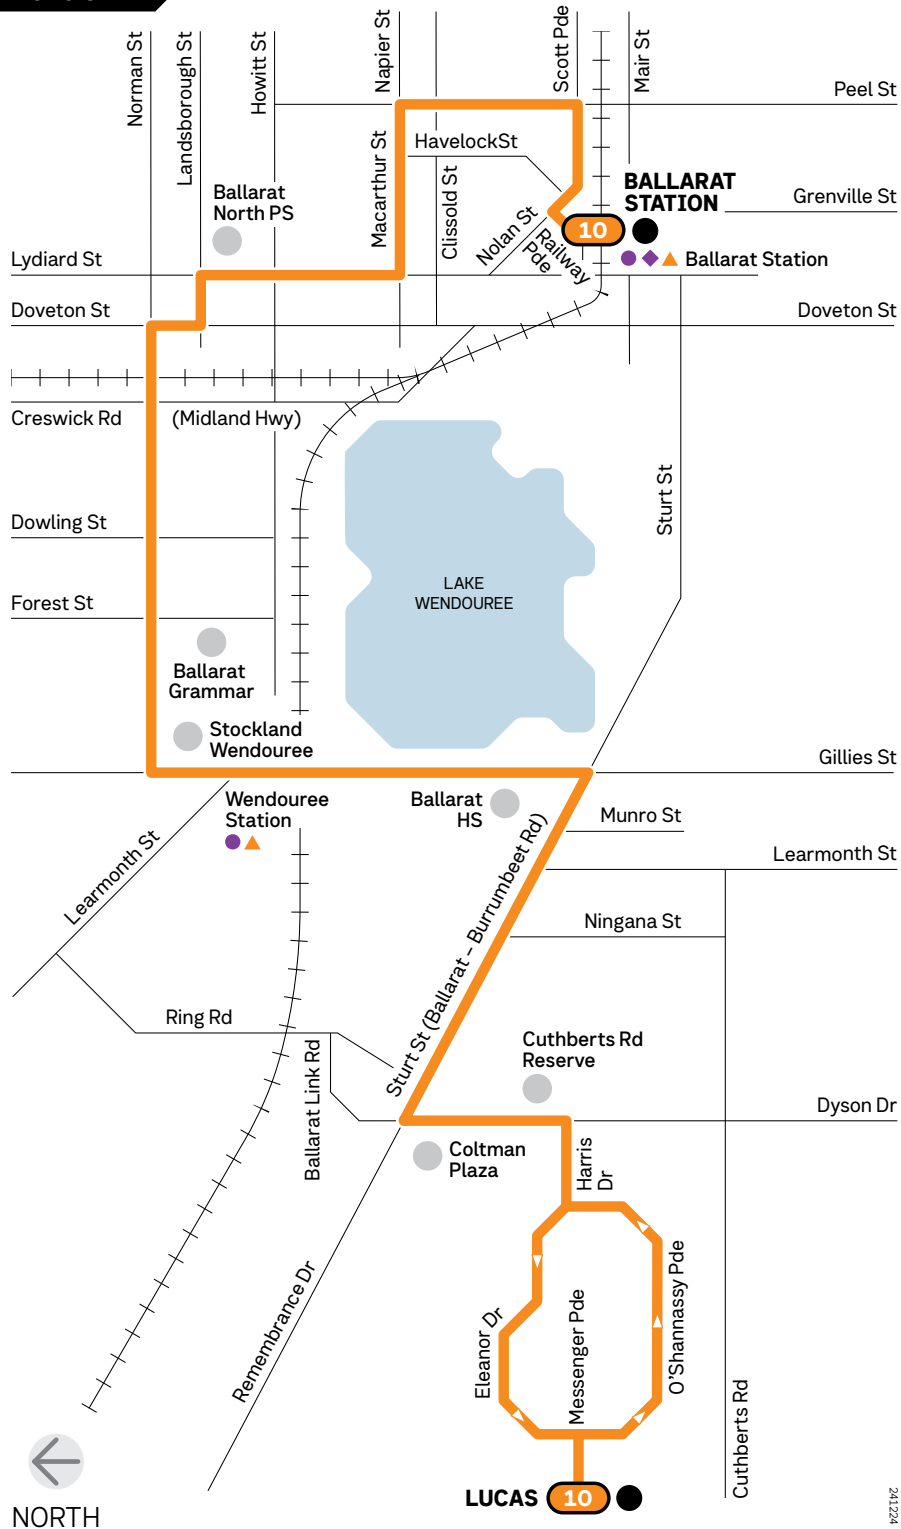 Norman St
Landsborough St
Howitt St
Napier St
Scott Pde
Mair St
Peel St
Macarthur St
HavelockSt
Clissold St
Ballarat
North PS
BALLARAT
STATION
Grenville St
Nolan St
Railway
Pde
10
Lydiard St
Ballarat Station
Doveton St
Doveton St
Creswick Rd
(Midland Hwy)
Sturt St
Dowling St
LAKE
WENDOUREE
Forest St
Ballarat
Grammar
Stockland
Wendouree
Gillies St
Wendouree
Station
Ballarat
HS
Munro St
Learmonth St
Learmonth St
Sturt St (Ballarat – Burrumbeet Rd)
Ningana St
Ring Rd
Ballarat Link Rd
Cuthberts Rd
Reserve
Dyson Dr
Coltman
Plaza
Harris
Dr
Remembrance Dr
Eleanor Dr
Messenger Pde
O'Shannassy Pde
Cuthberts Rd
NORTH
LUCAS
10
241224